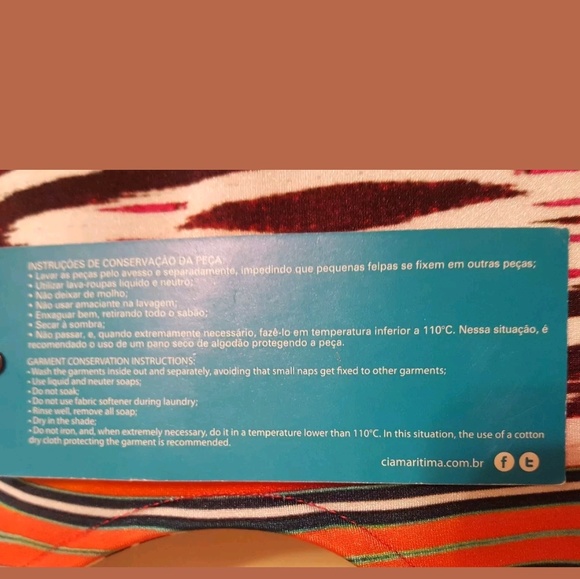 INSTRUÇÕES DE CONSERVAÇÃO DA PEÇA:
- Lavar as peças pelo avesso e separadamente, impedindo que pequenas felpas se fixem em outras peças;
- Utilizar lava-roupas líquido e neutro;
- Não deixar de molho;
- Não usar amaciante na lavagem;
- Enxaguar bem, retirando todo o sabão;
- Secar à sombra;
- Não passar, e, quando extremamente necessário, fazê-lo em temperatura inferior a 110°C. Nessa situação, é
recomendado o uso de um pano seco de algodão protegendo a peça.
GARMENT CONSERVATION INSTRUCTIONS:
- Wash the garments inside out and separately, avoiding that small naps get fixed to other garments;
- Use liquid and neuter soaps;
- Do not soak;
- Do not use fabric softener during laundry;
- Rinse well, remove all soap;
- Dry in the shade;
- Do not iron, and, when extremely necessary, do it in a temperature lower than 110°C. In this situation, the use of a cotton
dry cloth protecting the garment is recommended.
ciamaritima.com.br f t